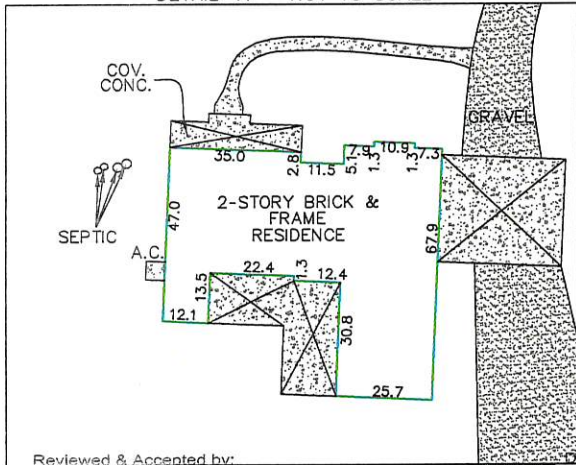 COV.
CONC.
GRAVEL
35.0
2.8
11.5
5.1
7.9
1.3
10.9
1.3
7.3
47.0
2-STORY BRICK &
FRAME
RESIDENCE
67.9
SEPTIC
A.C.
22.4
1.3
12.4
13.5
12.1
30.8
25.7
Reviewed & Accepted by: